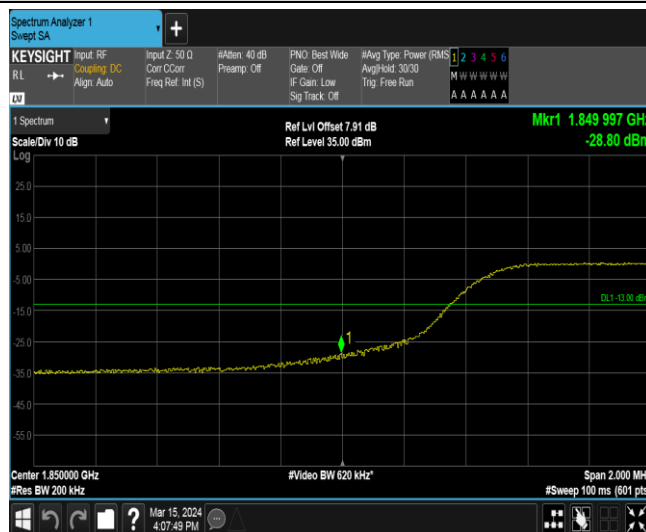 Spectrum Analyzer 1
Swept SA
+
KEYSIGHT
RL
LXI
Input: RF
Coupling: DC
Align: Auto
Input Z: 50 Ω
Corr CCorr
Freq Ref: Int (S)
#Atten: 40 dB
Preamp: Off
PNO: Best Wide
Gate: Off
IF Gain: Low
Sig Track: Off
#Avg Type: Power (RMS
Avg|Hold: 30/30
Trig: Free Run
1 2 3 4 5 6
M W W W W W
A A A A A A
1 Spectrum
Scale/Div 10 dB
Ref Lvl Offset 7.91 dB
Ref Level 35.00 dBm
Mkr1 1.849 997 GHz
-28.80 dBm
Log
25.0
15.0
5.00
-5.00
-15.0
-25.0
-35.0
-45.0
-55.0
1
DL1 -13.00 dBm
Center 1.850000 GHz
#Res BW 200 kHz
#Video BW 620 kHz*
Span 2.000 MH
#Sweep 100 ms (601 pts
?
Mar 15, 2024
4:07:49 PM